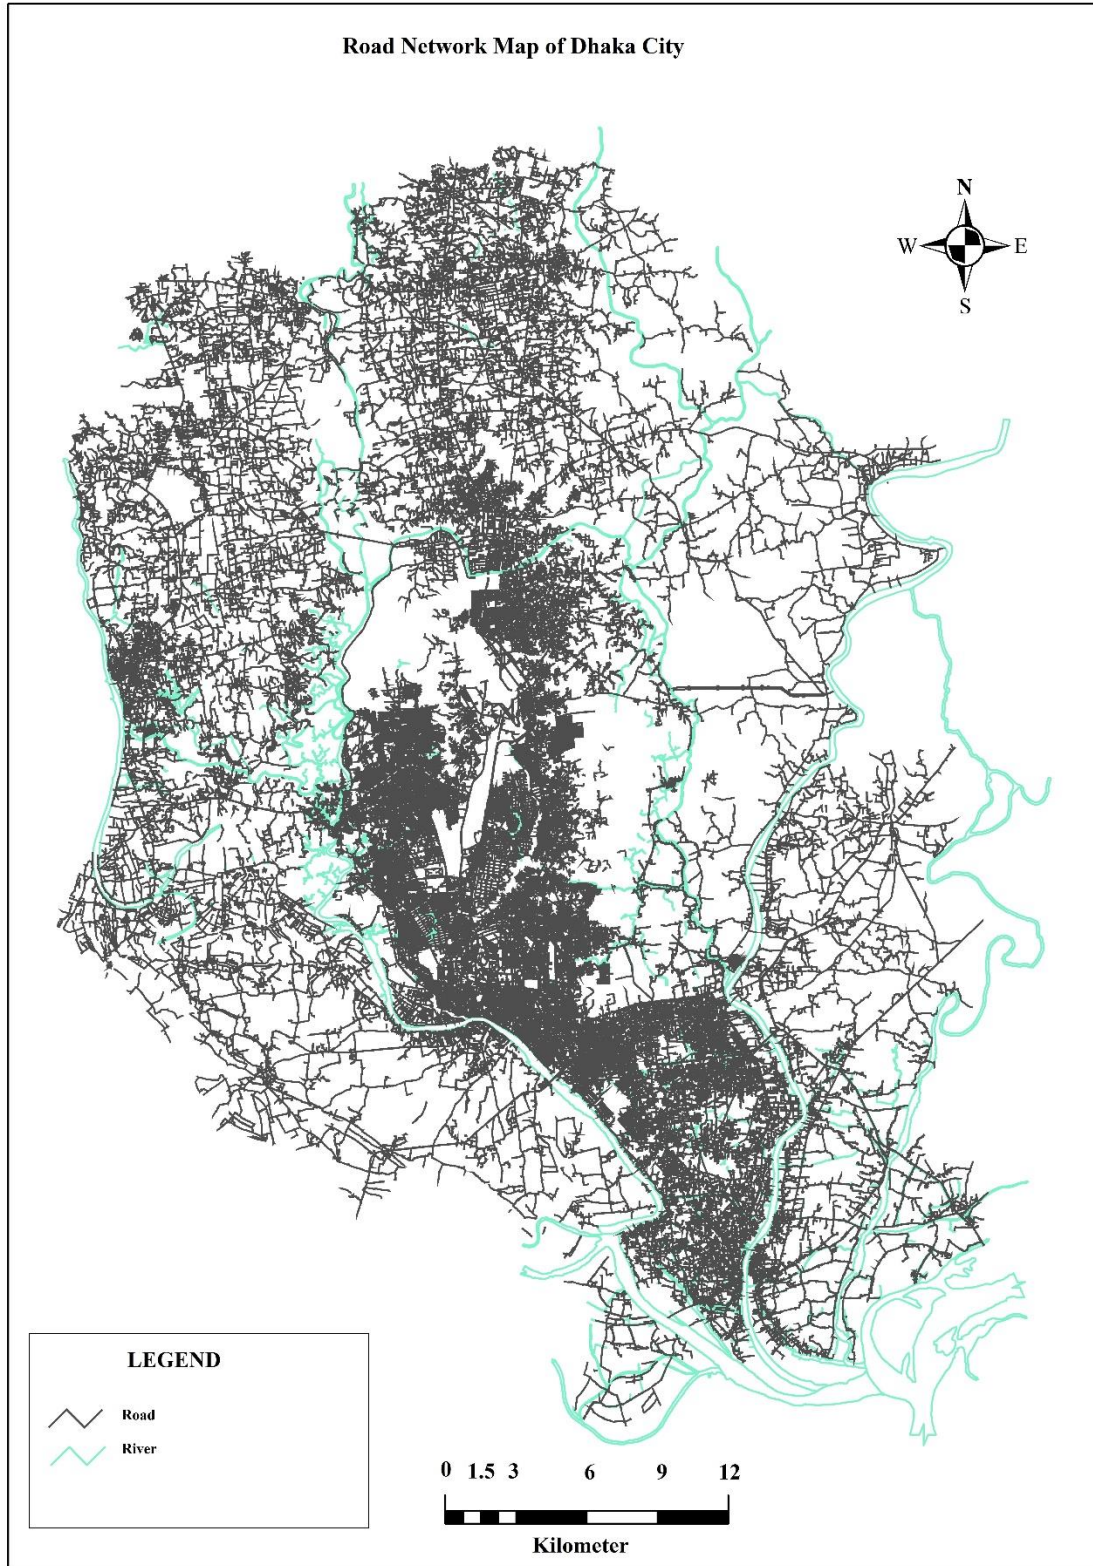 Road Network Map of Dhaka City
N
W E
S
LEGEND
Road
River
0 1.5 3 6 9 12
Kilometer